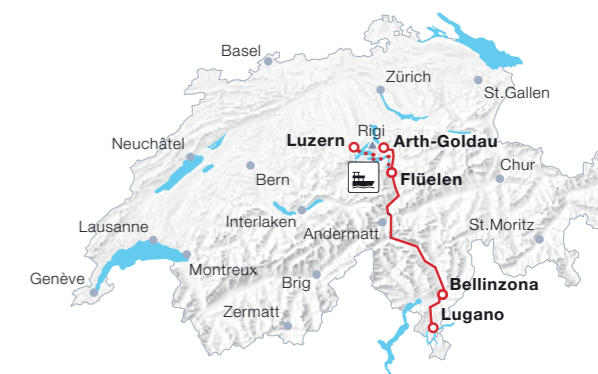 Basel
Zürich
St.Gallen
Luzern
Rigi
Arth-Goldau
Neuchâtel
Bern
Flüelen
Chur
Interlaken
Lausanne
Andermatt
St.Moritz
Genève
Montreux
Brig
Bellinzona
Zermatt
Lugano